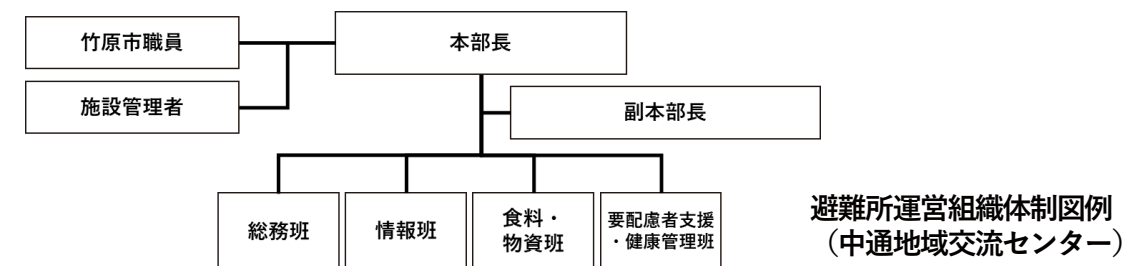 竹原市職員
本部長
施設管理者
副本部長
総務班
情報班
食料・
物資班
要配慮者支援
・健康管理班
避難所運営組織体制図例
（中通地域交流センター）